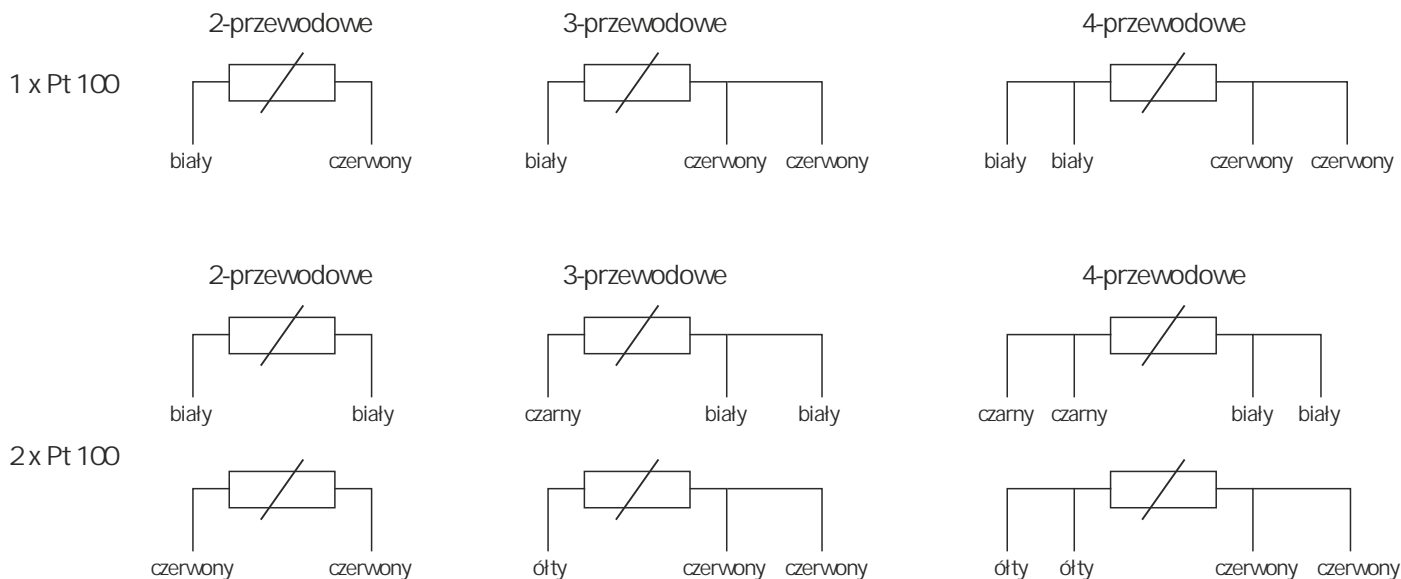 2-przewodowe 3-przewodowe 4-przewodowe
1 x Pt 100
biały czerwony biały czerwony czerwony biały biały czerwony czerwony
2-przewodowe 3-przewodowe 4-przewodowe
biały biały czarny biały biały czarny czarny biały biały
2 x Pt 100
czerwony czerwony ółty czerwony czerwony ółty ółty czerwony czerwony